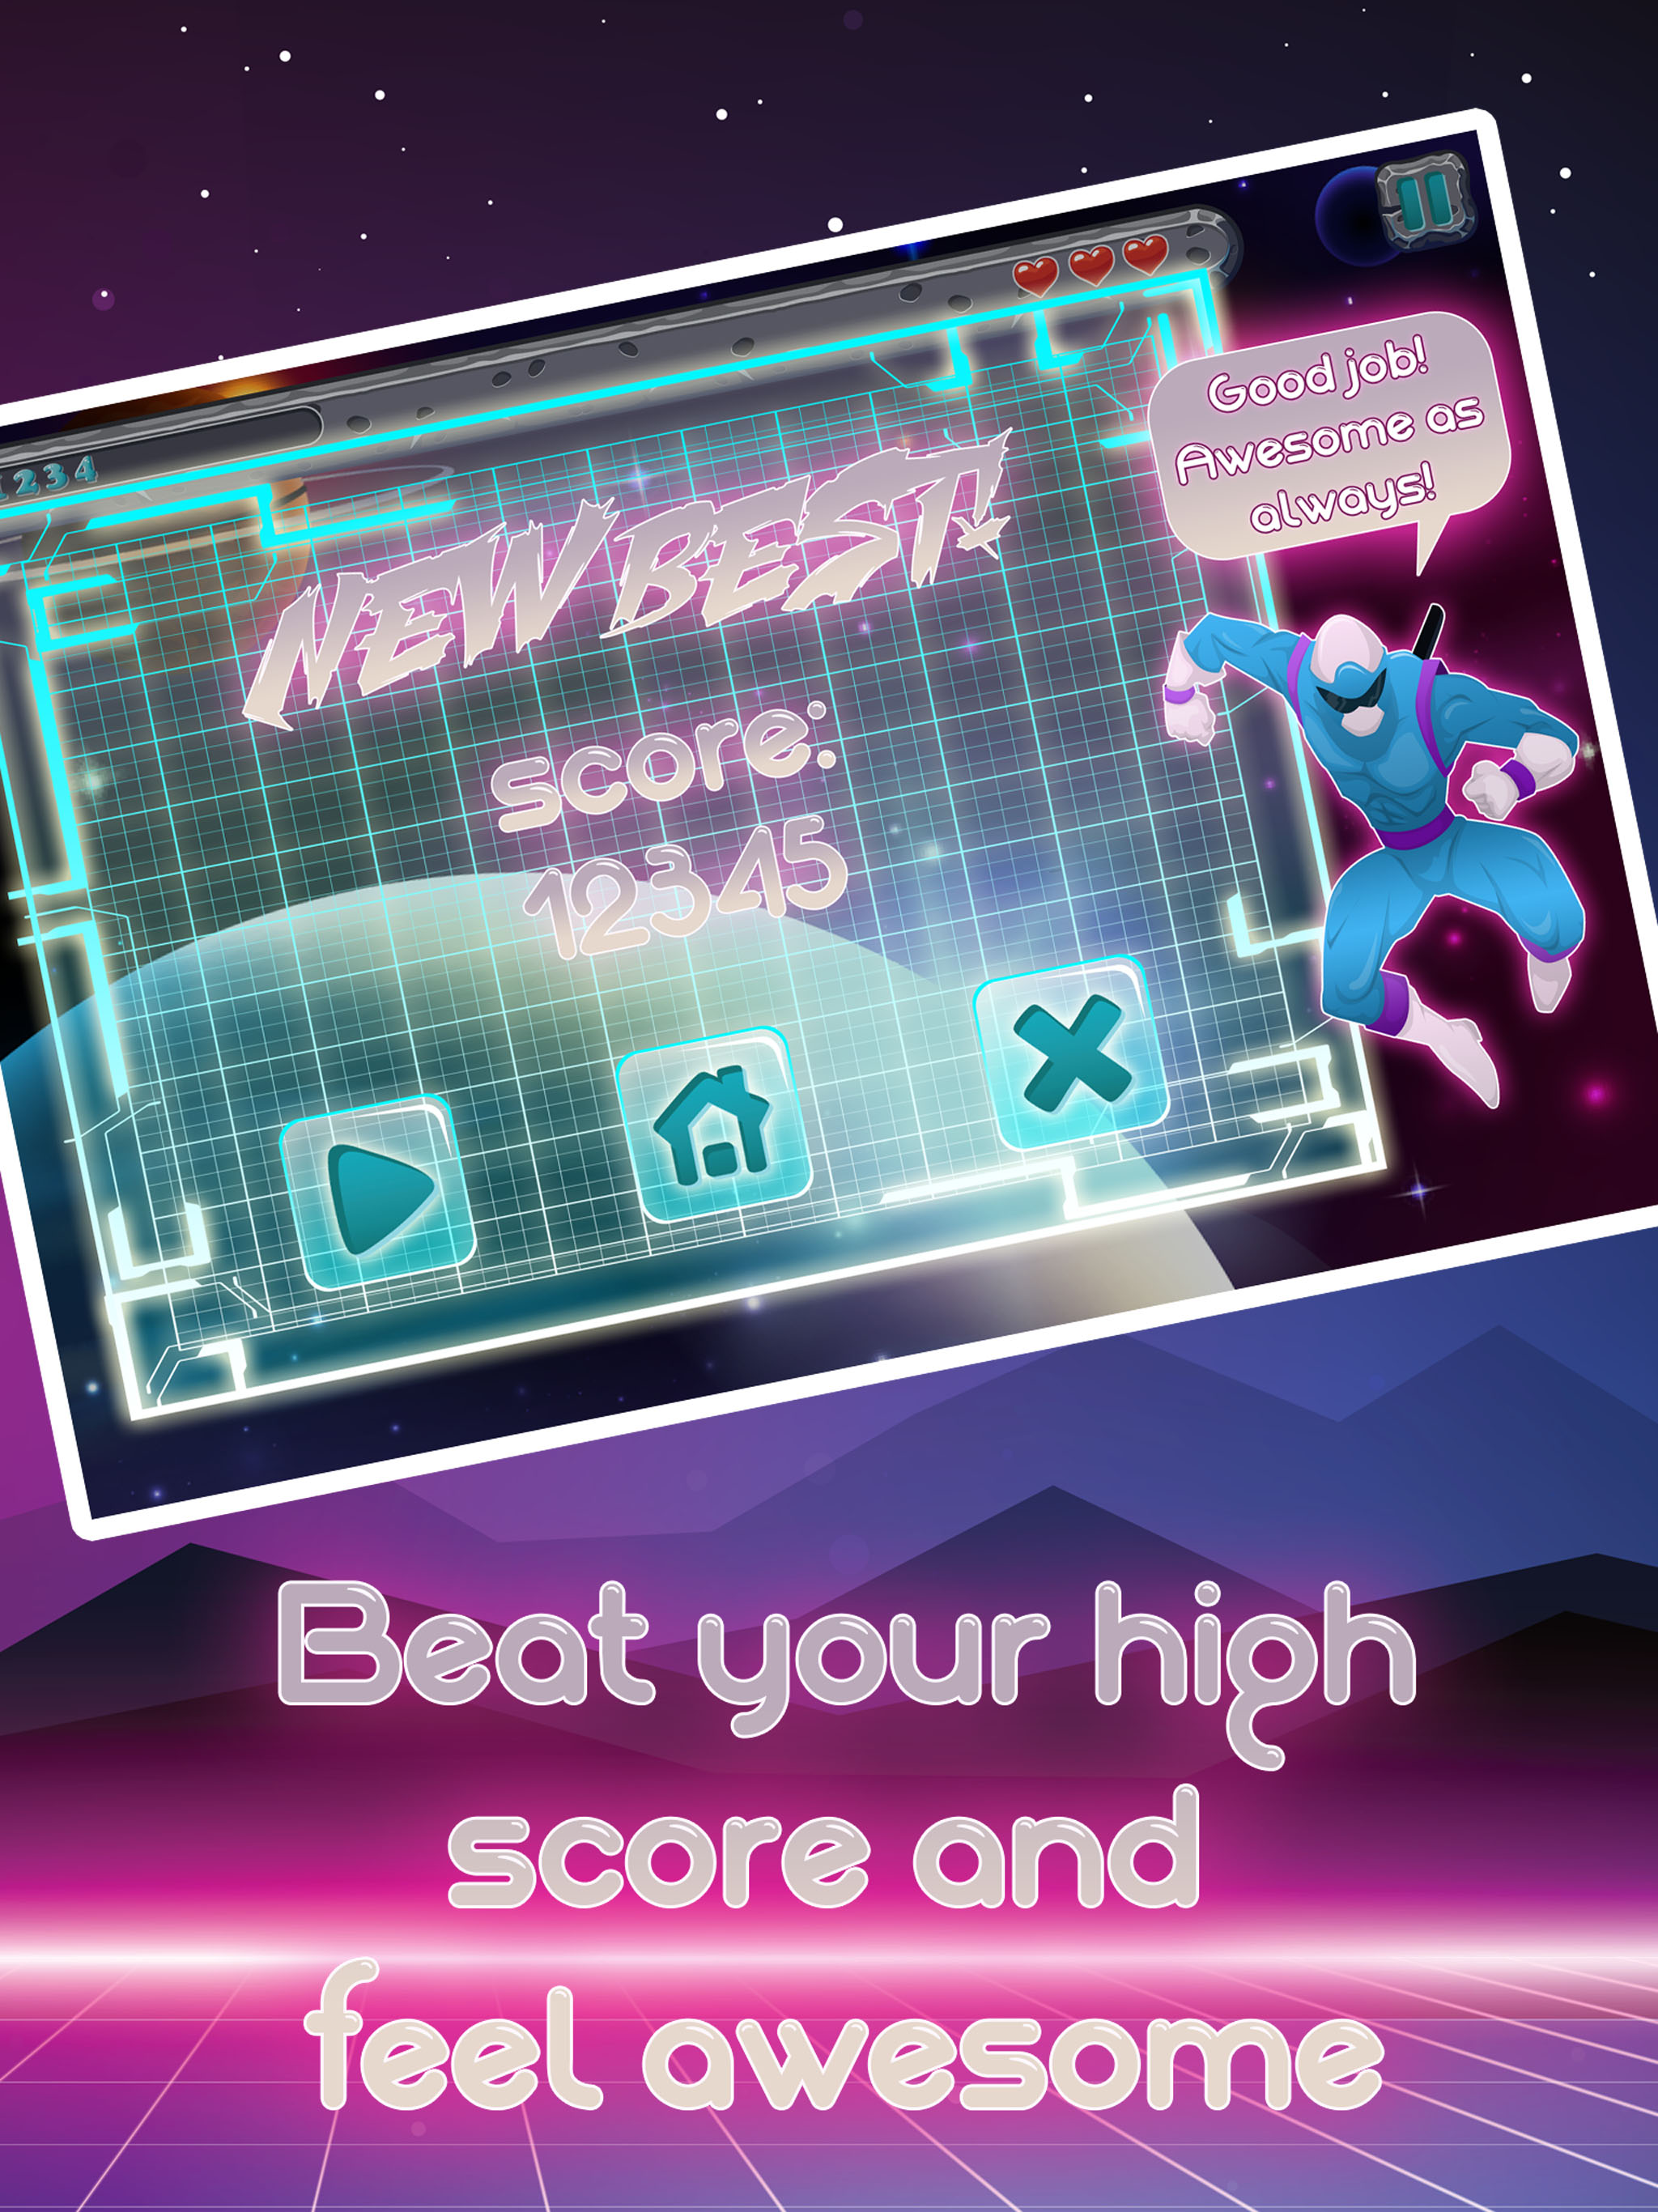 1234
Good job!
Awesome as
always!
NEW BEST!
score:
12345
Beat your high
score and
feel awesome